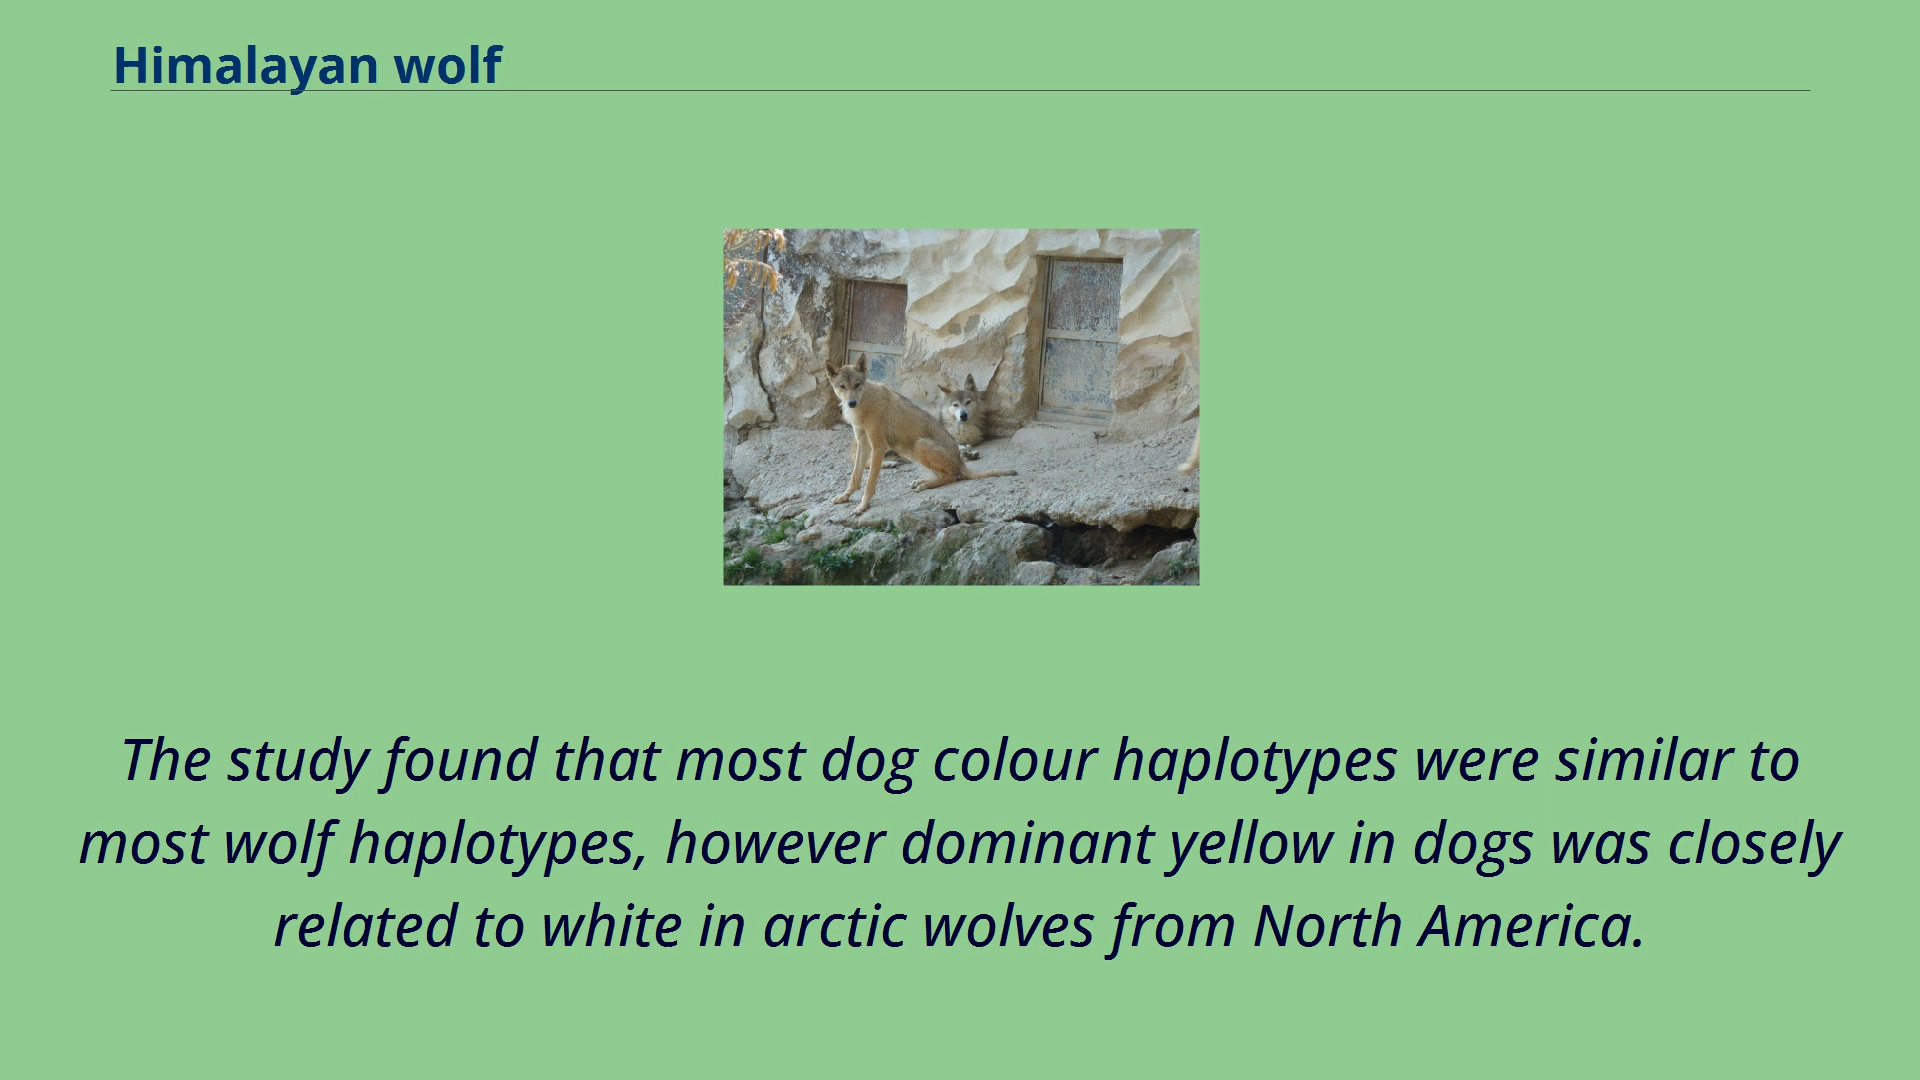 Himalayan wolf
The study found that most dog colour haplotypes were similar to
most wolf haplotypes, however dominant yellow in dogs was closely
related to white in arctic wolves from North America.